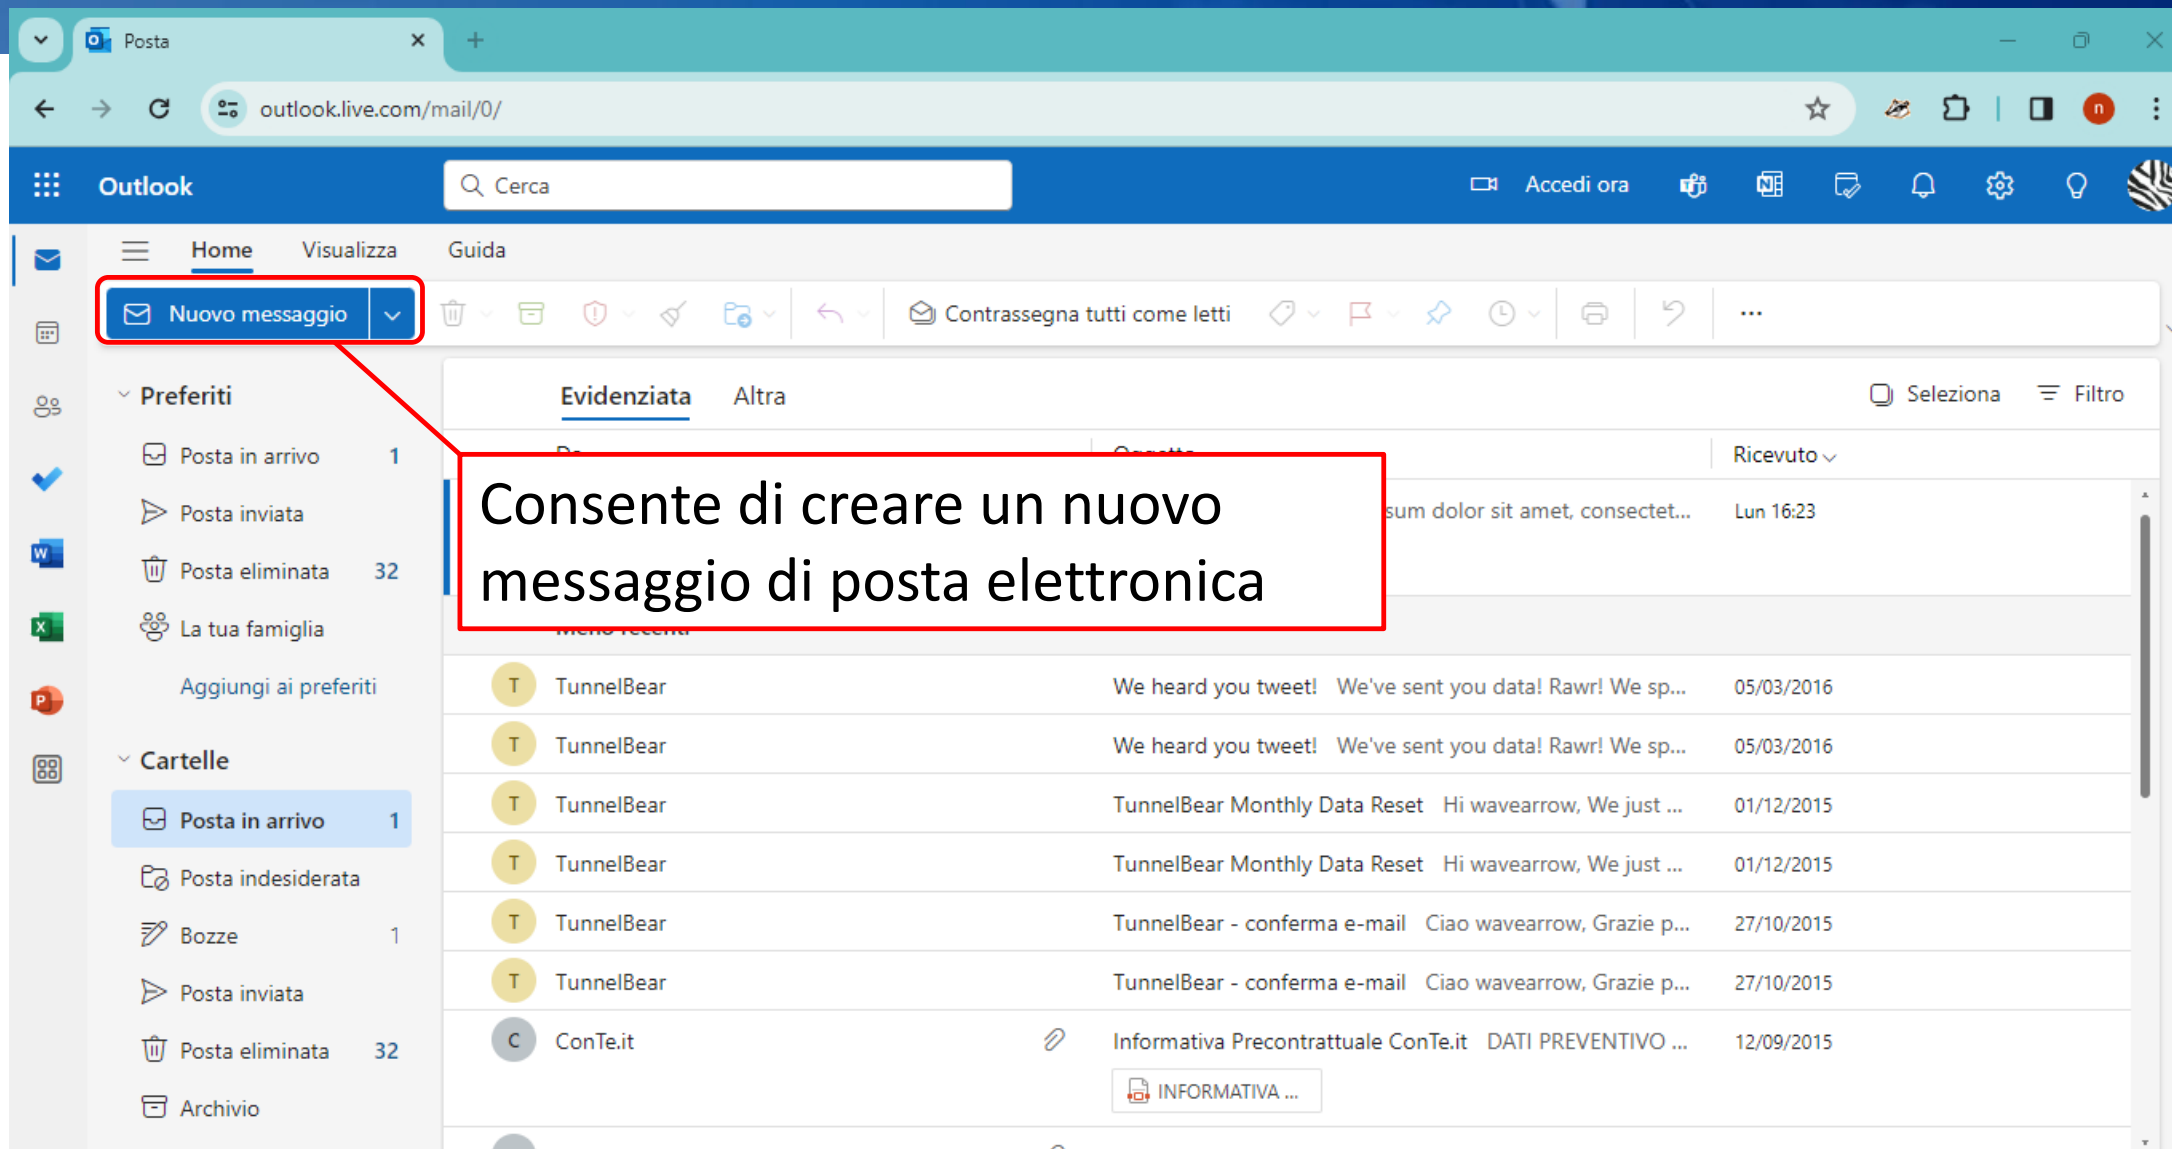 Posta
outlook.live.com/mail/0/
n
Outlook
Cerca
Accedi ora
Home Visualizza Guida
Nuovo messaggio
Contrassegna tutti come letti
...
Preferiti
Evidenziata Altra
Seleziona Filtro
Posta in arrivo 1
Ricevuto
Consente di creare un nuovo
messaggio di posta elettronica
sum dolor sit amet, consectet... Lun 16:23
Posta inviata
Posta eliminata 32
La tua famiglia
Aggiungi ai preferiti
T TunnelBear We heard you tweet! We've sent you data! Rawr! We sp... 05/03/2016
T TunnelBear We heard you tweet! We've sent you data! Rawr! We sp... 05/03/2016
Cartelle
T TunnelBear TunnelBear Monthly Data Reset Hi wavearrow, We just ... 01/12/2015
Posta in arrivo 1
T TunnelBear TunnelBear Monthly Data Reset Hi wavearrow, We just ... 01/12/2015
Posta indesiderata
T TunnelBear TunnelBear - conferma e-mail Ciao wavearrow, Grazie p... 27/10/2015
Bozze 1
T TunnelBear TunnelBear - conferma e-mail Ciao wavearrow, Grazie p... 27/10/2015
Posta inviata
C ConTe.it Informativa Precontrattuale ConTe.it DATI PREVENTIVO ... 12/09/2015
Posta eliminata 32
INFORMATIVA ...
Archivio